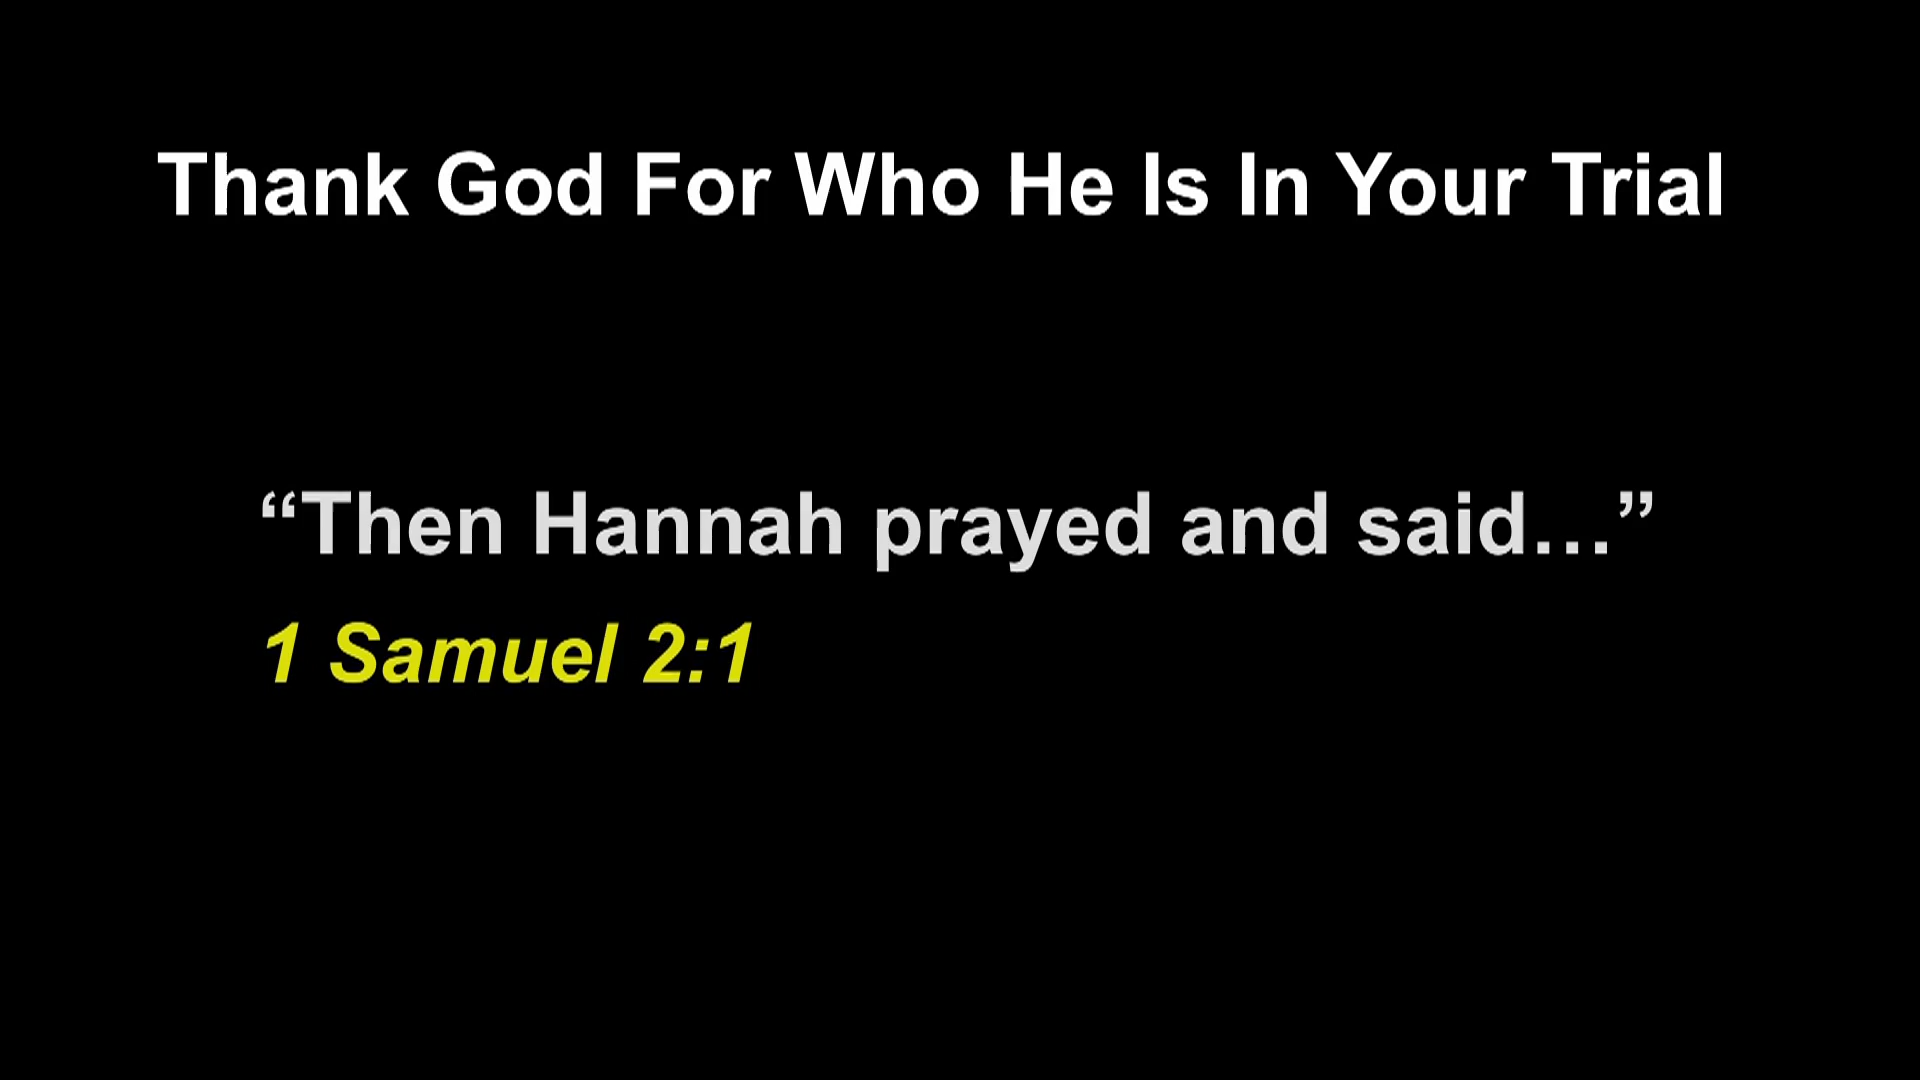 Thank God For Who He Is In Your Trial
“Then Hannah prayed and said…”
1 Samuel 2:1